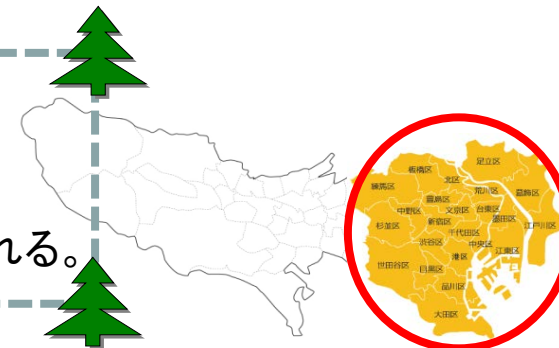 足立区
板橋区
北区
練馬区
荒川区
葛飾区
豊島区
中野区
文京区
台東区
墨田区
杉並区
新宿区
江戸川区
千代田区
渋谷区
中央区
江東区
港区
世田谷区
目黒区
品川区
大田区
れる。